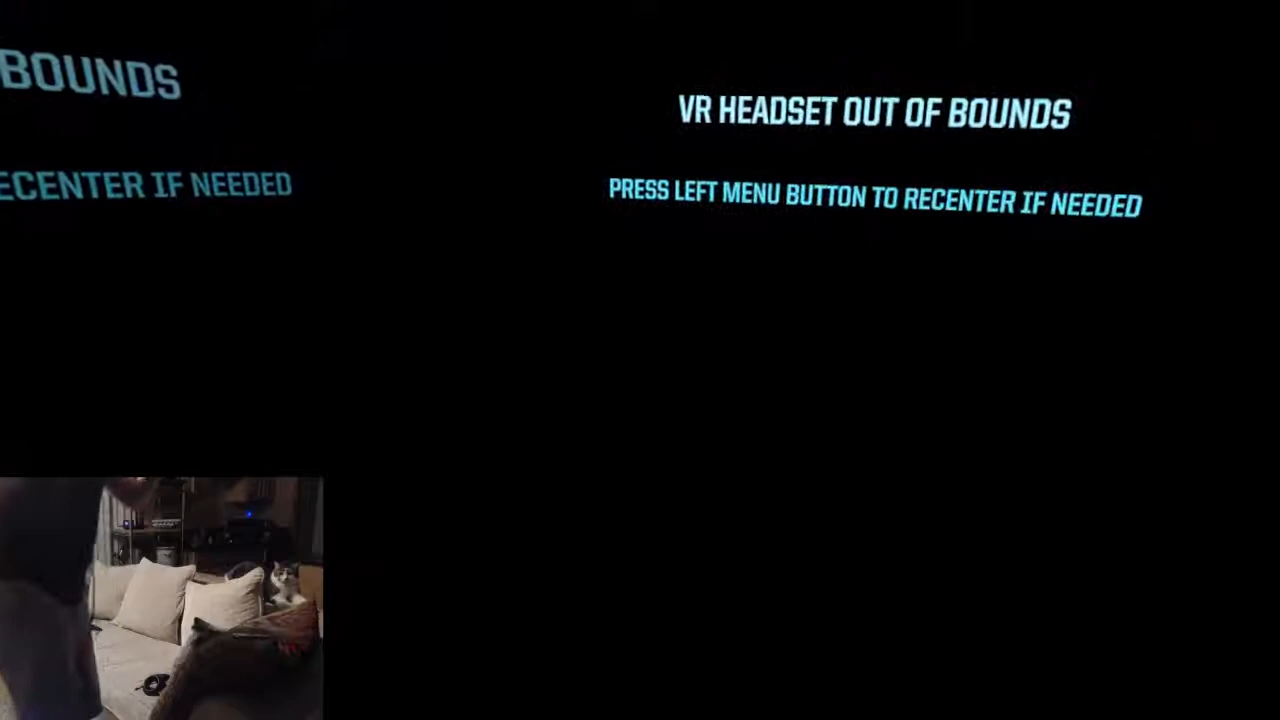 BOUNDS
ECENTER IF NEEDED
VR HEADSET OUT OF BOUNDS
PRESS LEFT MENU BUTTON TO RECENTER IF NEEDED